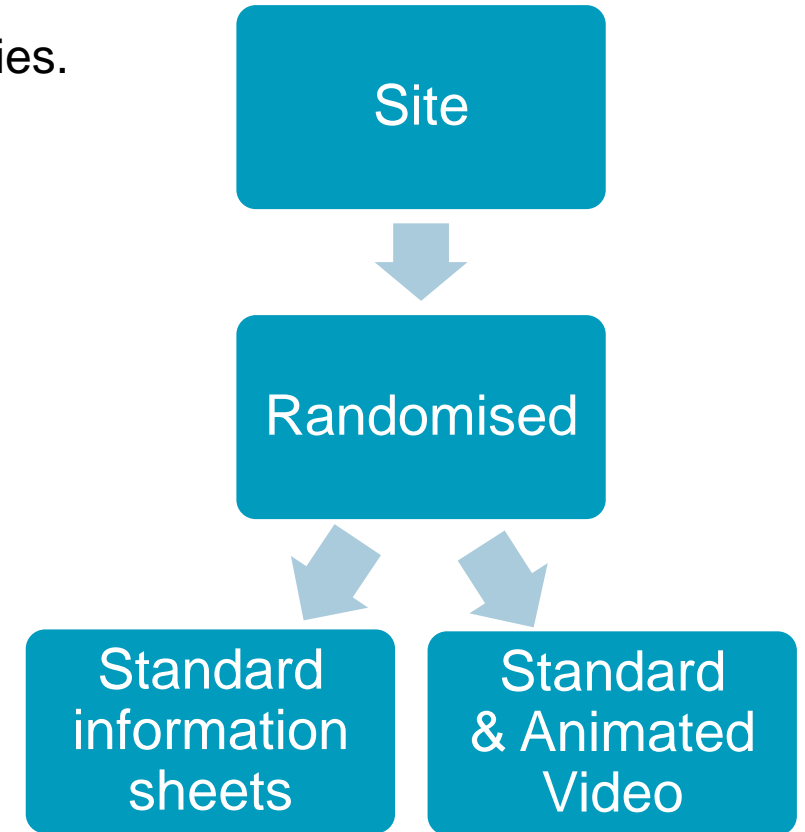 ies.
Site
Randomised
Standard
information
sheets
Standard
& Animated
Video